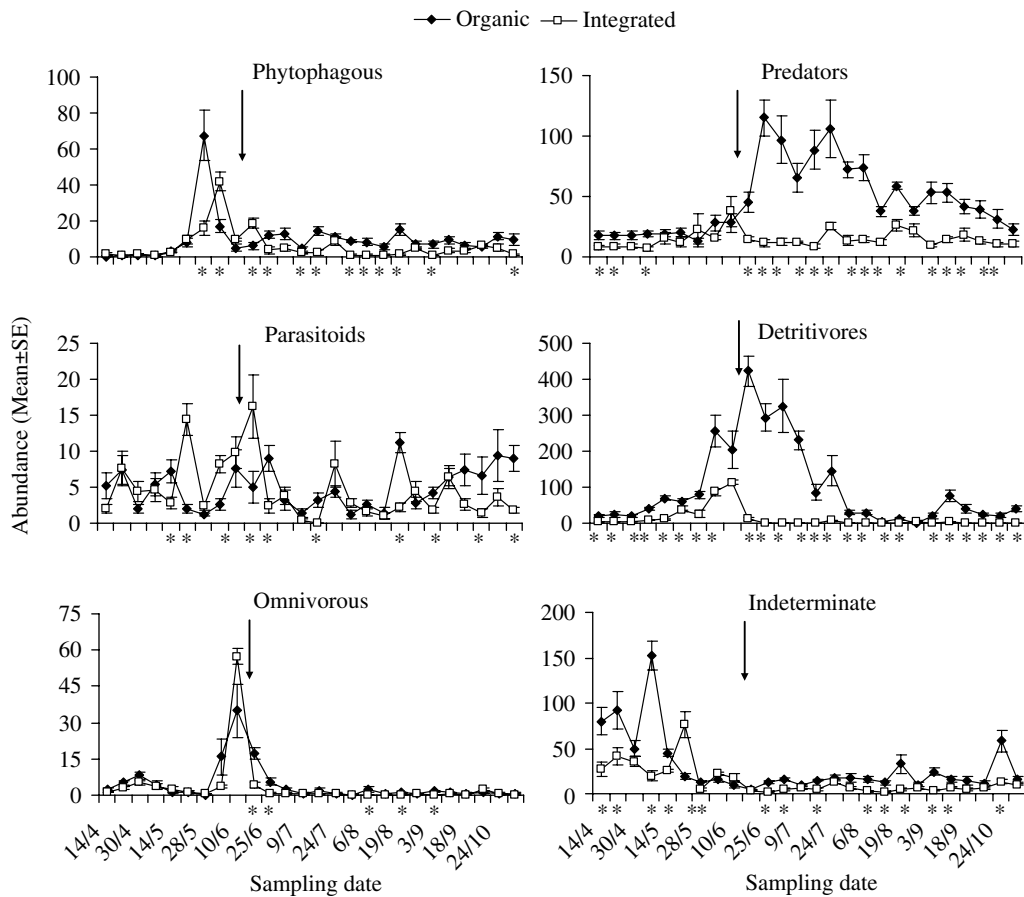 Organic Integrated
Phytophagous
100
80
60
40
20
0
* * * * * * * * * * * *
Predators
150
100
50
0
* * * * * * * * * * * * * * * * * *
Abundance (Mean±SE)
Parasitoids
25
20
15
10
5
0
* * * * * * * * *
Detritivores
500
400
300
200
100
0
* * * * * * * * * * * * * * * * * * * * * * * *
Omnivorous
75
60
45
30
15
0
* * * * *
14/4 30/4 14/5 28/5 10/6 25/6 9/7 24/7 6/8 19/8 3/9 18/9 24/10
Sampling date
Indeterminate
200
150
100
50
0
* * * * * * * * * * * * * *
14/4 30/4 14/5 28/5 10/6 25/6 9/7 24/7 6/8 19/8 3/9 18/9 24/10
Sampling date